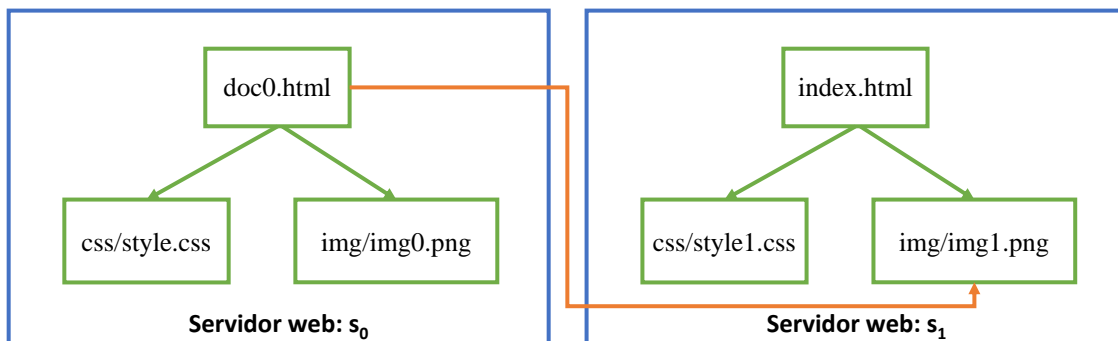 doc0.html
css/style.css
img/img0.png
Servidor web: s0
index.html
css/style1.css
img/img1.png
Servidor web: s1